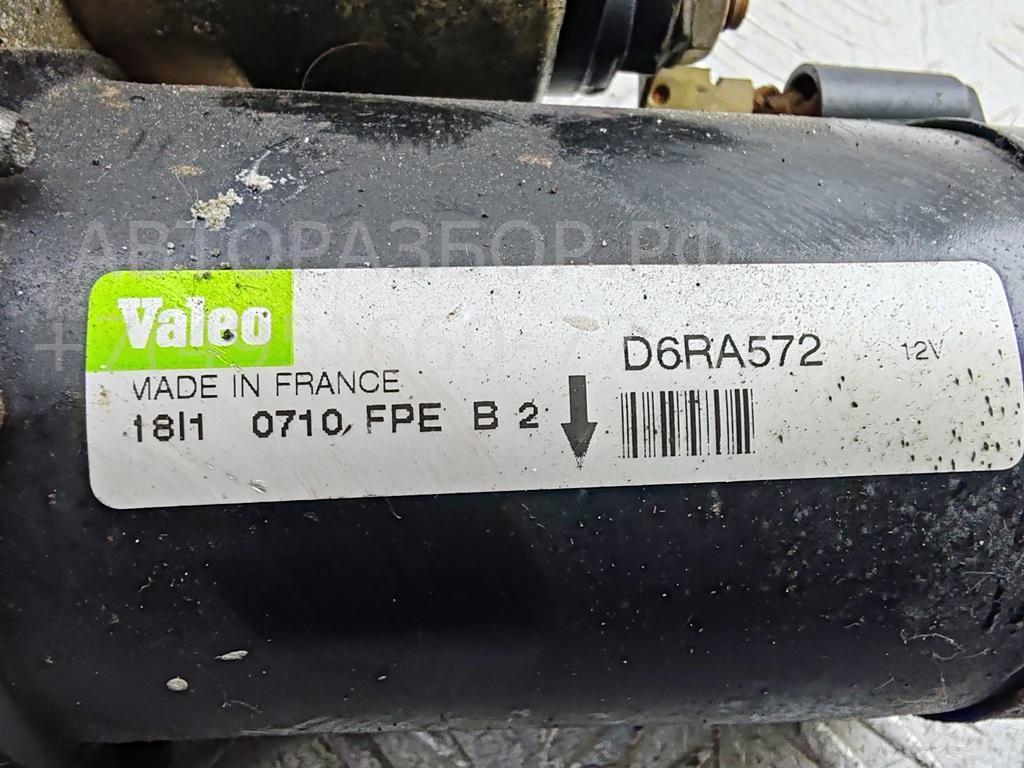 АВТОРАЗБОР.РФ
Valeo
MADE IN FRANCE
18I1 0710 FPE B 2
D6RA572 12V